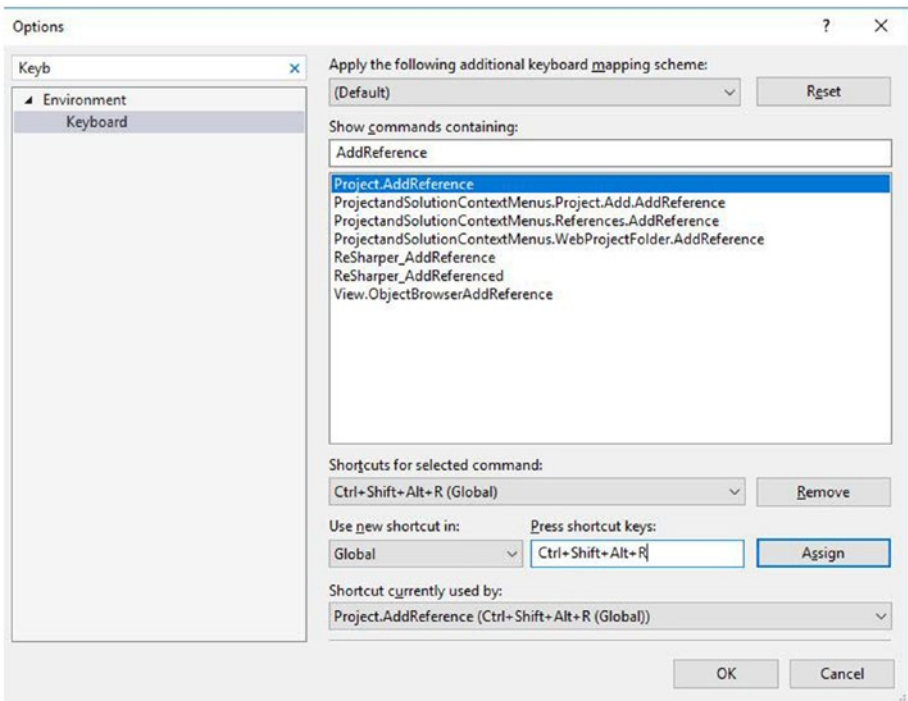 Options
?
Keyb
Environment
Keyboard
Apply the following additional keyboard mapping scheme:
(Default)
Reset
Show commands containing:
AddReference
Project.AddReference
ProjectandSolutionContextMenus.Project.Add.AddReference
ProjectandSolutionContextMenus.References.AddReference
ProjectandSolutionContextMenus.WebProjectFolder.AddReference
ReSharper_AddReference
ReSharper_AddReferenced
View.ObjectBrowserAddReference
Shortcuts for selected command:
Ctrl+Shift+Alt+R (Global)
Remove
Use new shortcut in:
Press shortcut keys:
Global
Ctrl+Shift+Alt+R
Assign
Shortcut currently used by:
Project.AddReference (Ctrl+Shift+Alt+R (Global))
OK
Cancel